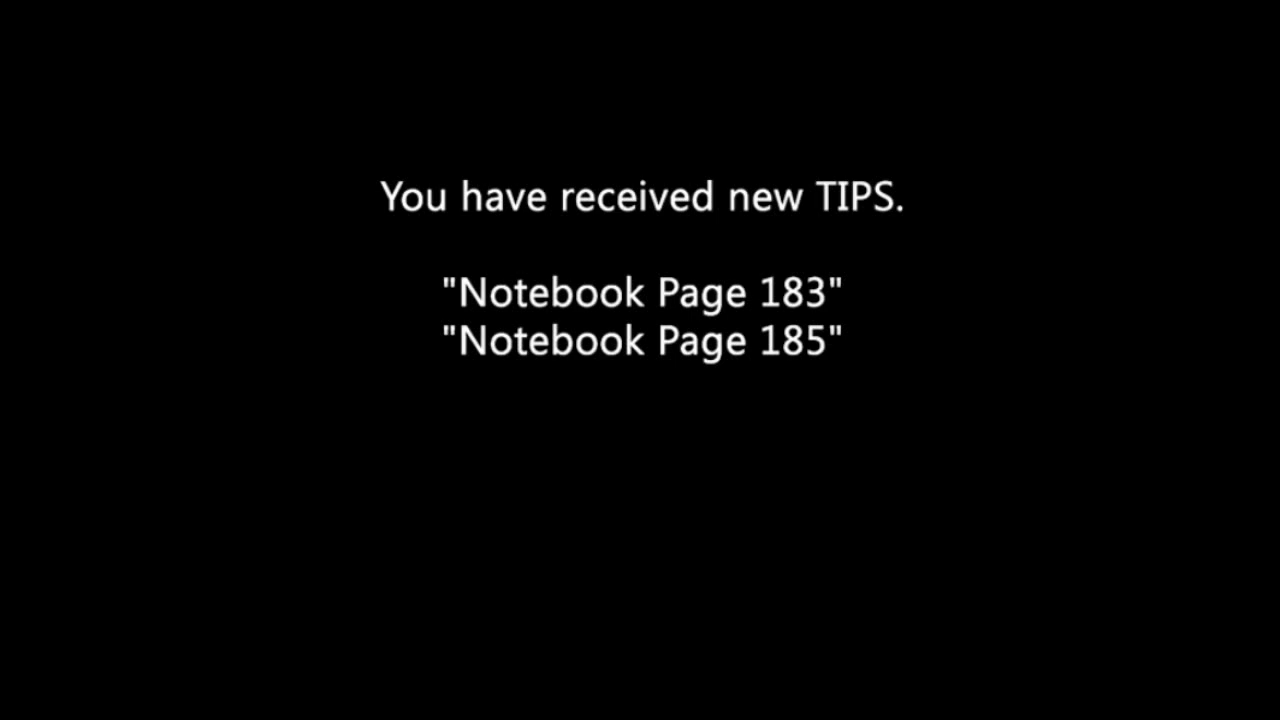 You have received new TIPS.
"Notebook Page 183"
"Notebook Page 185"